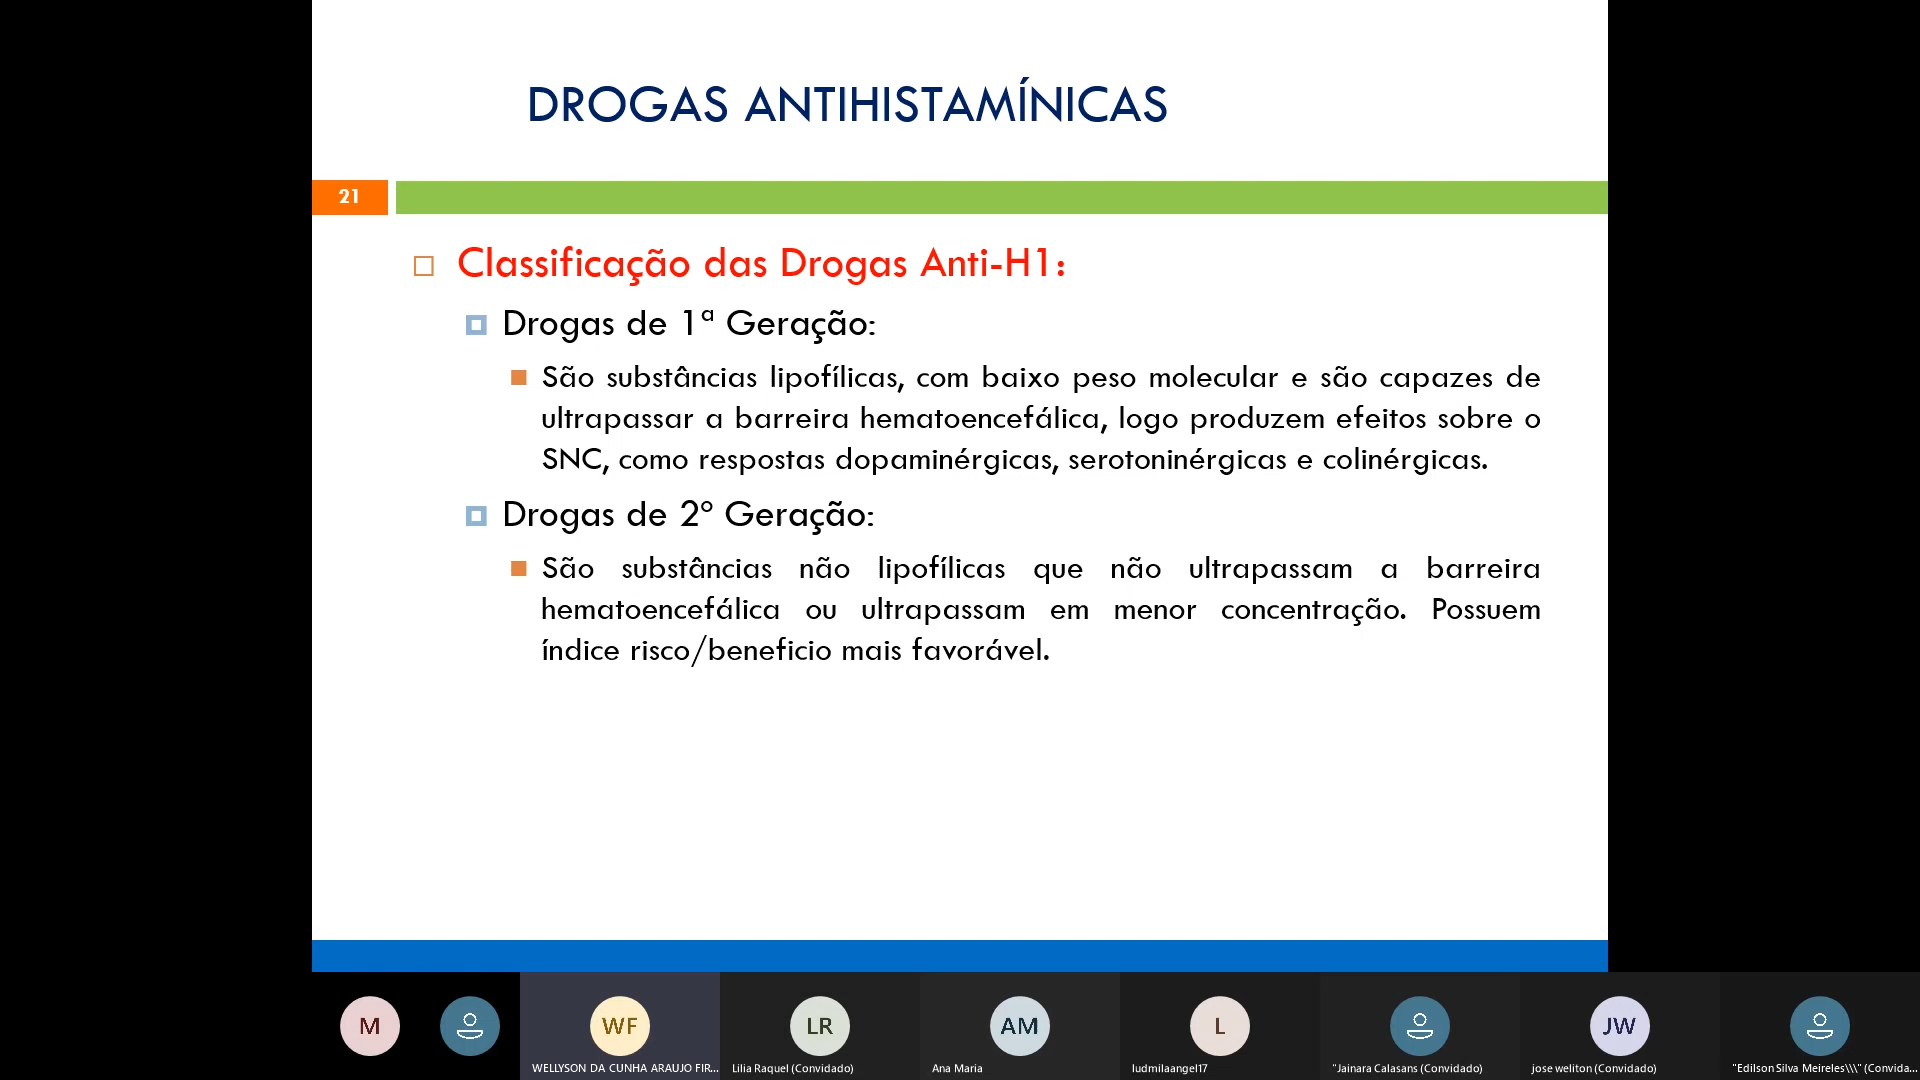 DROGAS ANTIHISTAMÍNICAS
21
Classificação das Drogas Anti-H1:
Drogas de 1ª Geração:
São substâncias lipofílicas, com baixo peso molecular e são capazes de
ultrapassar a barreira hematoencefálica, logo produzem efeitos sobre o
SNC, como respostas dopaminérgicas, serotoninérgicas e colinérgicas.
Drogas de 2º Geração:
São substâncias não lipofílicas que não ultrapassam a barreira
hematoencefálica ou ultrapassam em menor concentração. Possuem
índice risco/beneficio mais favorável.
M WF LR AM L JW
WELLYSON DA CUNHA ARAUJO FIR... Lilia Raquel (Convidado) Ana Maria ludmilaangel17 "Jainara Calasans (Convidado) jose weliton (Convidado) "Edilson Silva Meireles\\\" (Convida...